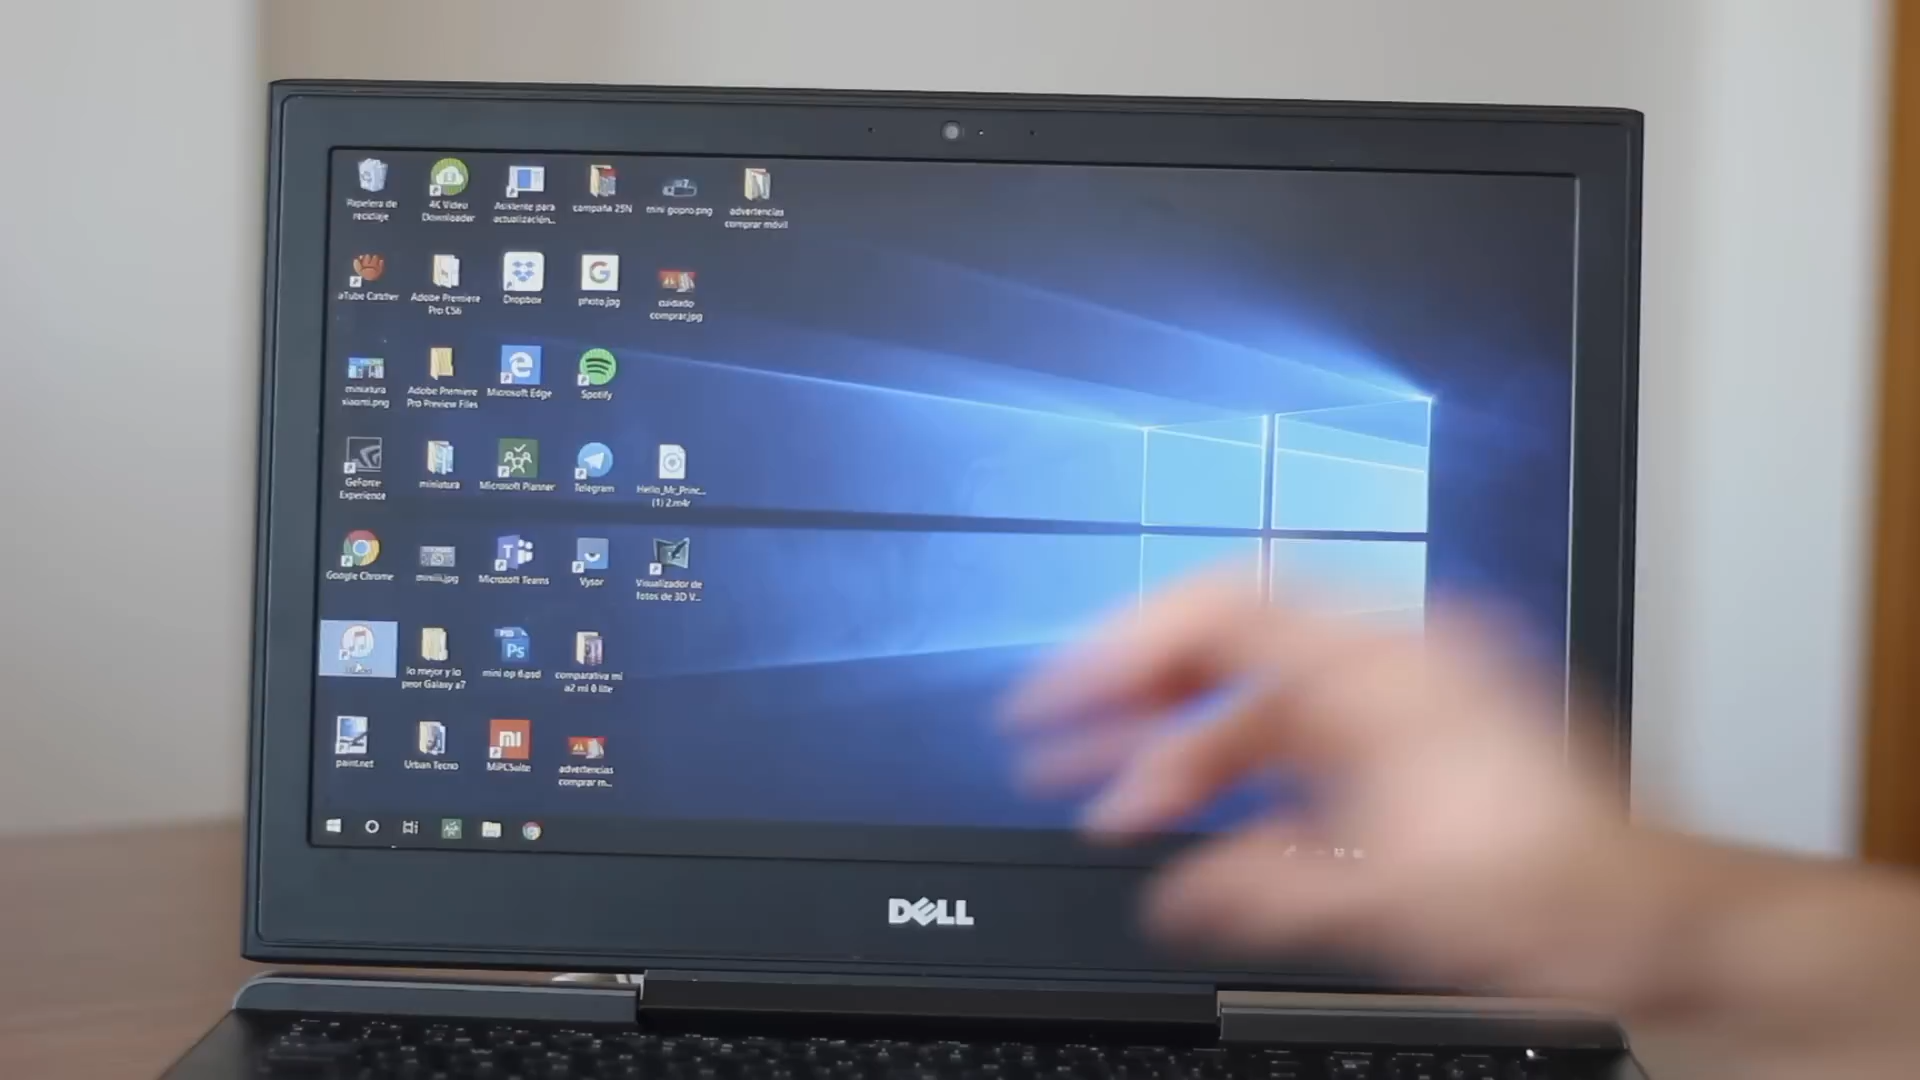 Papelera de
reciclaje
4K Video
Downloader
Asistente para
actualización...
campaña 25N
mini gopro.png
advertencias
comprar móvil
aTube Catcher
Adobe Premiere
Pro CS6
Dropbox
photo.jpg
cuidado
comprar.jpg
miniatura
xiaomi.png
Adobe Premiere
Pro Preview Files
Microsoft Edge
Spotify
GeForce
Experience
miniatura
Microsoft Planner
Telegram
Hello_Mr_Princ...
(1) 2.m4r
Google Chrome
Microsoft Teams
Vysor
Visualizador de
fotos de 3D V...
lo mejor y lo
peor Galaxy a7
PSD
Ps
mini op 6.psd
comparativa mi
a2 mi 8 lite
paint.net
Urban Tecno
mi
MiPCSuite
advertencias
comprar m...
DELL